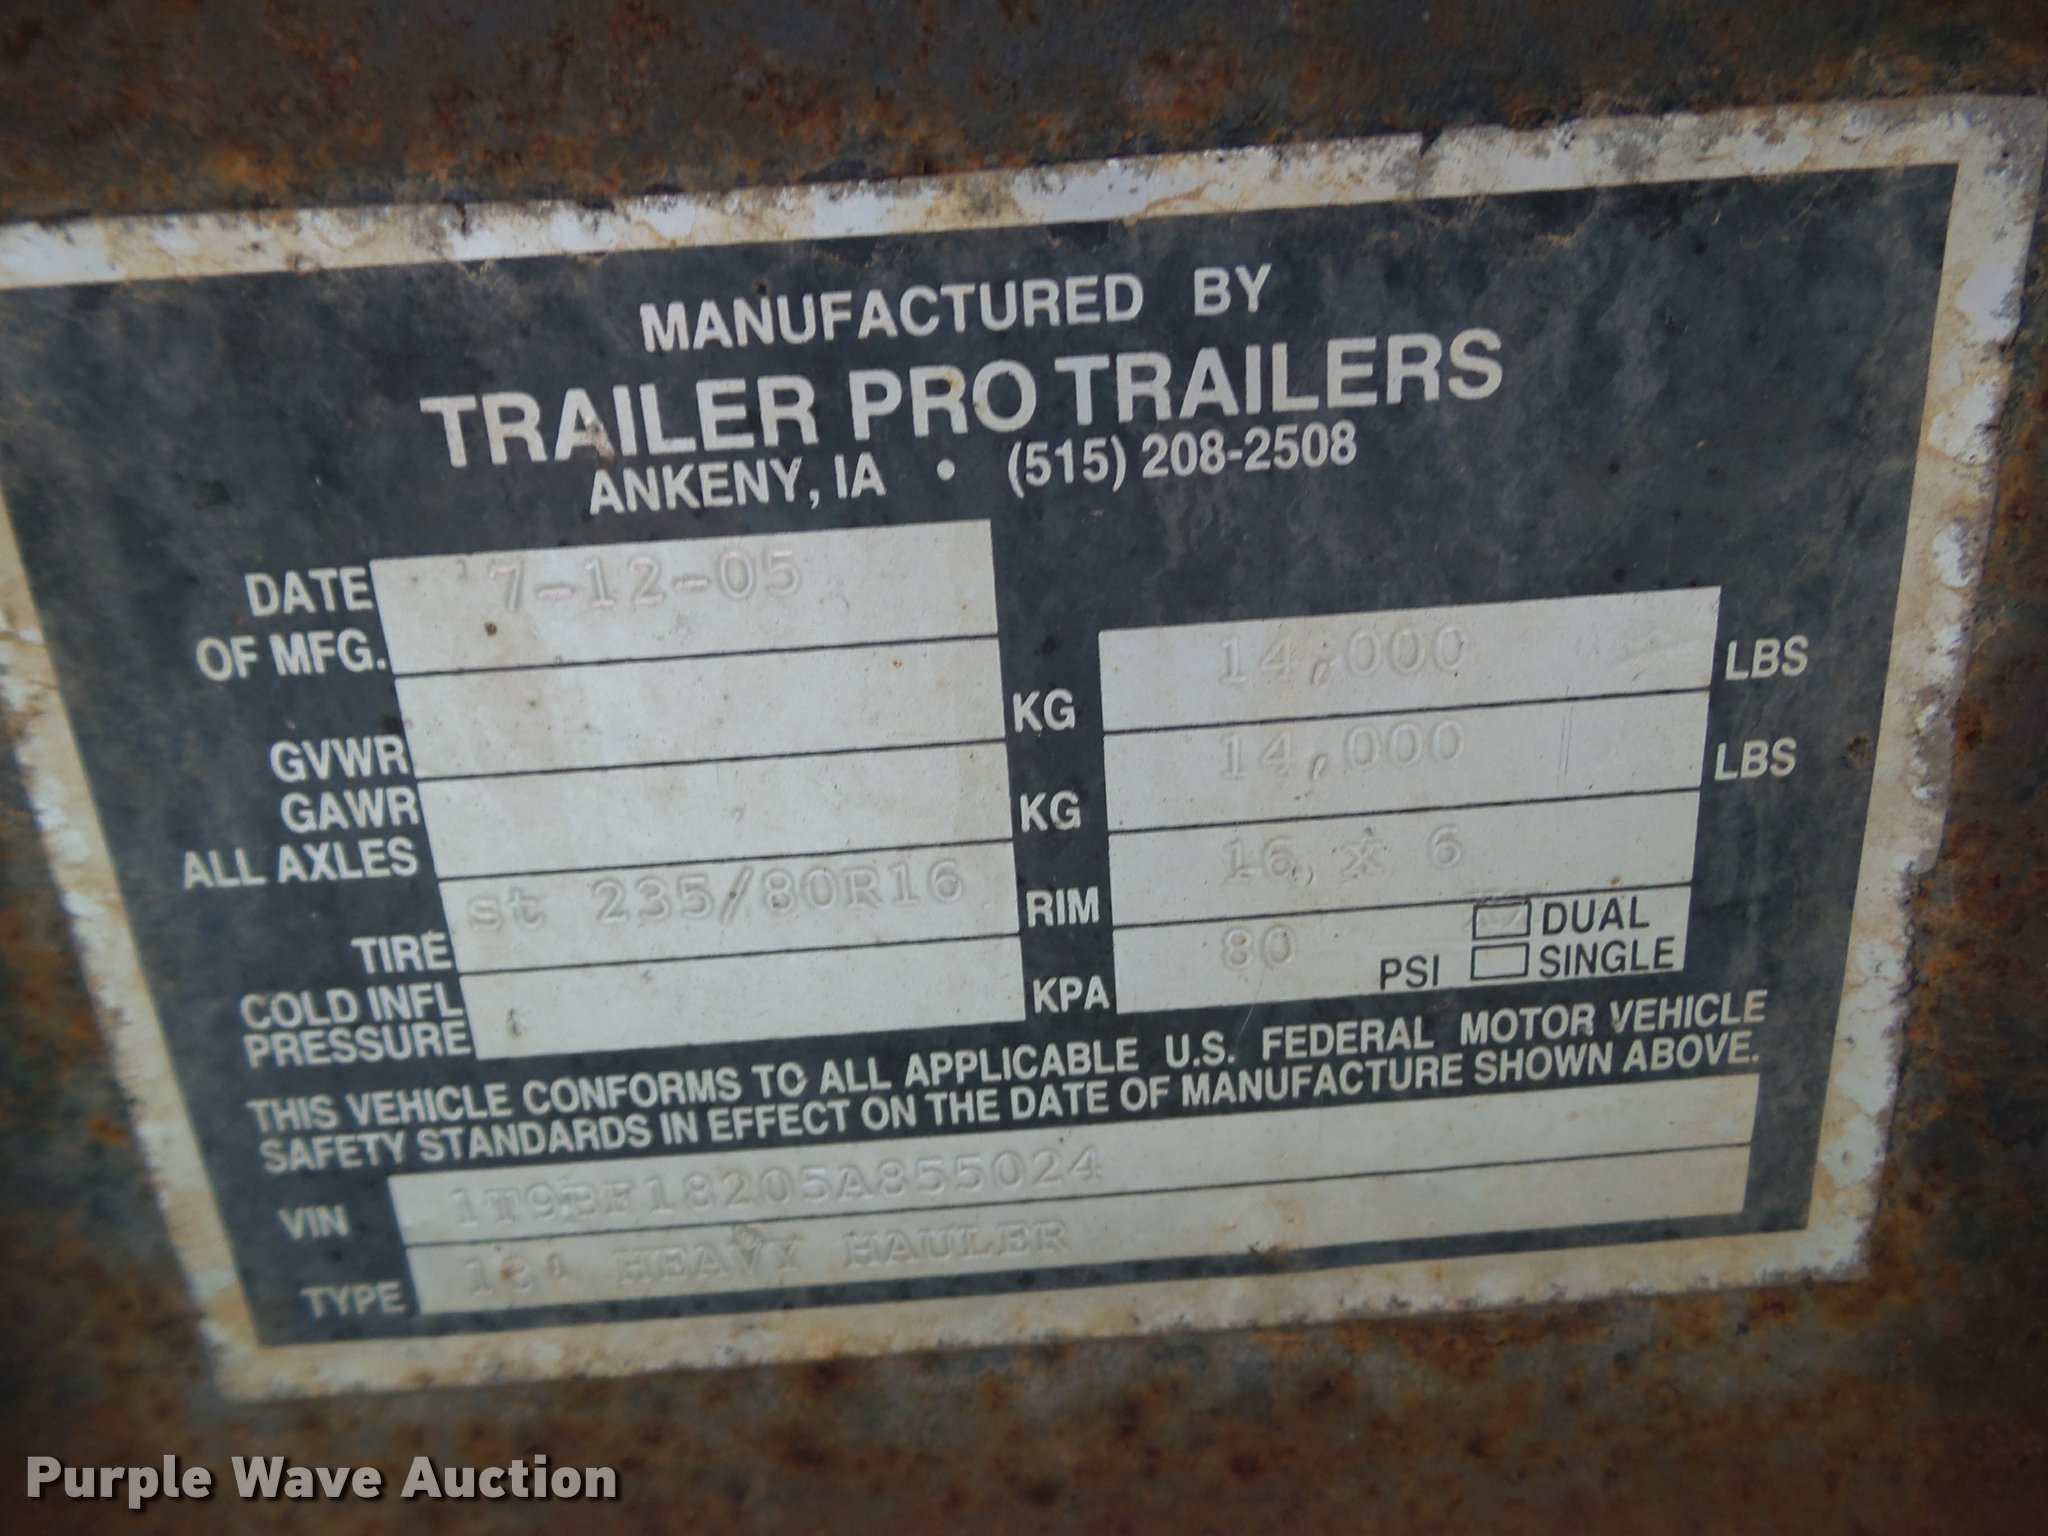 MANUFACTURED BY
TRAILER PRO TRAILERS
ANKENY, IA • (515) 208-2508
DATE OF MFG. 7-12-05
GVWR KG 14,000 LBS
GAWR ALL AXLES KG 14,000 LBS
TIRE st 235/80R16 RIM 16 x 6
COLD INFL PRESSURE KPA 80 PSI DUAL SINGLE
THIS VEHICLE CONFORMS TO ALL APPLICABLE U.S. FEDERAL MOTOR VEHICLE
SAFETY STANDARDS IN EFFECT ON THE DATE OF MANUFACTURE SHOWN ABOVE.
VIN 1T9BF18205A855024
TYPE 18' HEAVY HAULER
Purple Wave Auction